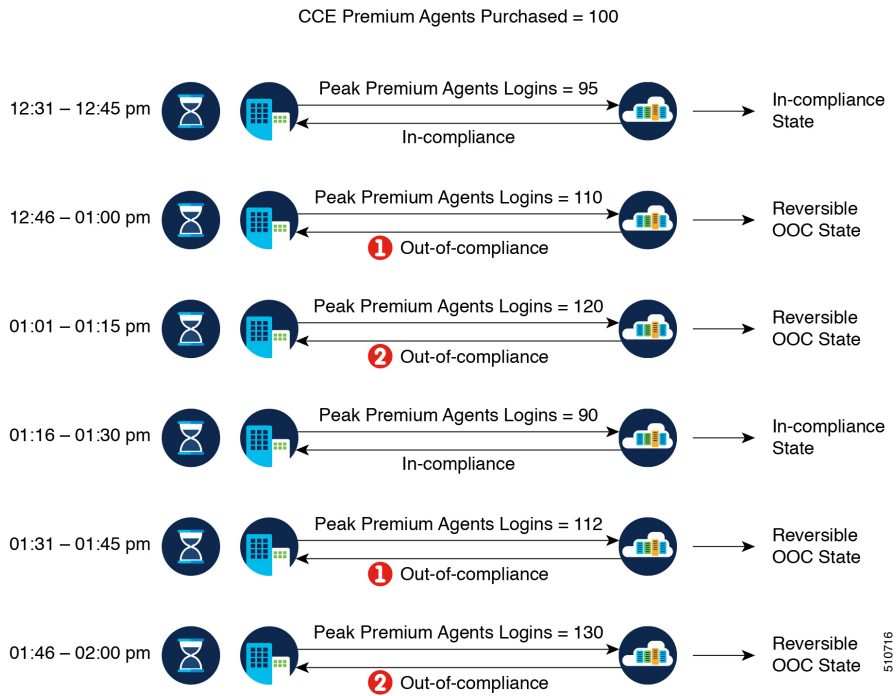 CCE Premium Agents Purchased = 100
12:31 – 12:45 pm
Peak Premium Agents Logins = 95
In-compliance
In-compliance
State
12:46 – 01:00 pm
Peak Premium Agents Logins = 110
1 Out-of-compliance
Reversible
OOC State
01:01 – 01:15 pm
Peak Premium Agents Logins = 120
2 Out-of-compliance
Reversible
OOC State
01:16 – 01:30 pm
Peak Premium Agents Logins = 90
In-compliance
In-compliance
State
01:31 – 01:45 pm
Peak Premium Agents Logins = 112
1 Out-of-compliance
Reversible
OOC State
01:46 – 02:00 pm
Peak Premium Agents Logins = 130
2 Out-of-compliance
Reversible
OOC State
510716